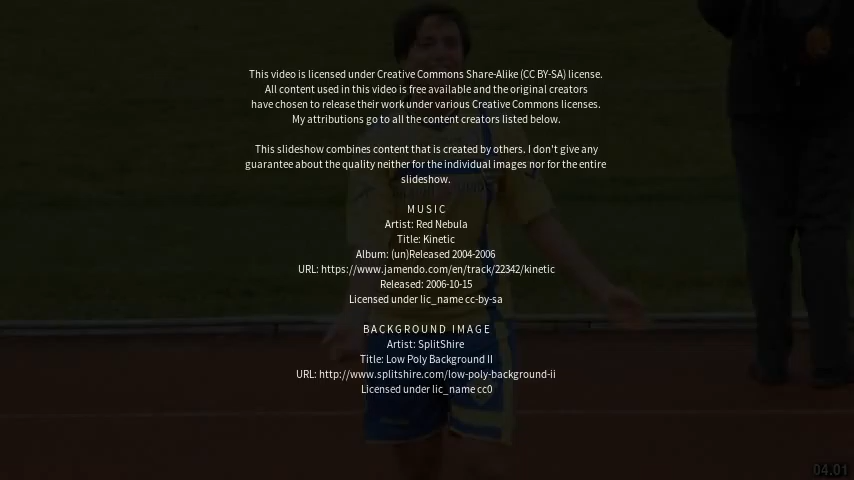 This video is licensed under Creative Commons Share-Alike (CC BY-SA) license.
All content used in this video is free available and the original creators
have chosen to release their work under various Creative Commons licenses.
My attributions go to all the content creators listed below.
This slideshow combines content that is created by others. I don't give any
guarantee about the quality neither for the individual images nor for the entire
slideshow.
MUSIC
Artist: Red Nebula
Title: Kinetic
Album: (un)Released 2004-2006
URL: https://www.jamendo.com/en/track/22342/kinetic
Released: 2006-10-15
Licensed under lic_name cc-by-sa
BACKGROUND IMAGE
Artist: SplitShire
Title: Low Poly Background II
URL: http://www.splitshire.com/low-poly-background-ii
Licensed under lic_name cc0
04.01